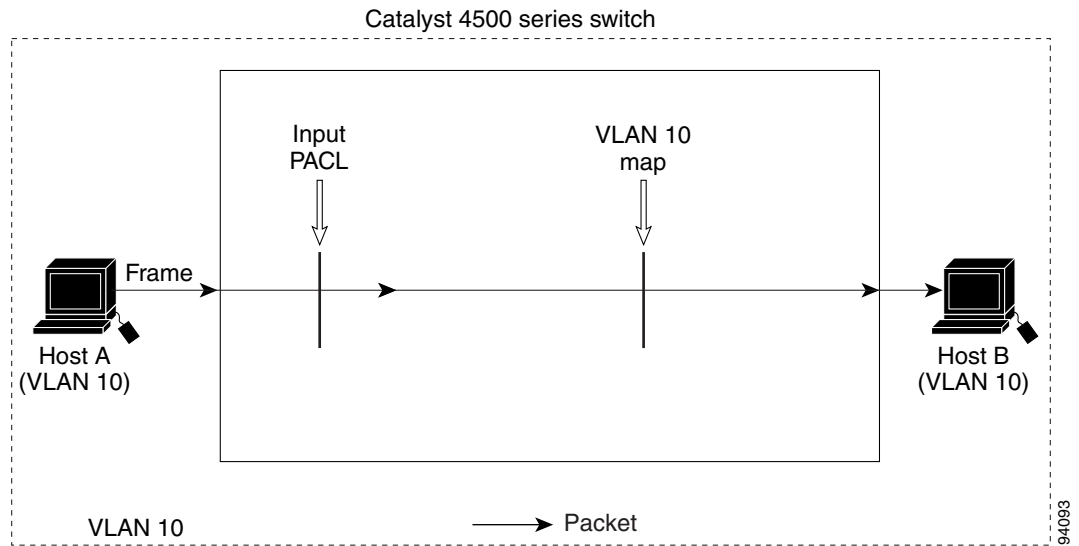 Catalyst 4500 series switch
Input
PACL
VLAN 10
map
Frame
Host A
(VLAN 10)
Host B
(VLAN 10)
VLAN 10
Packet
94093